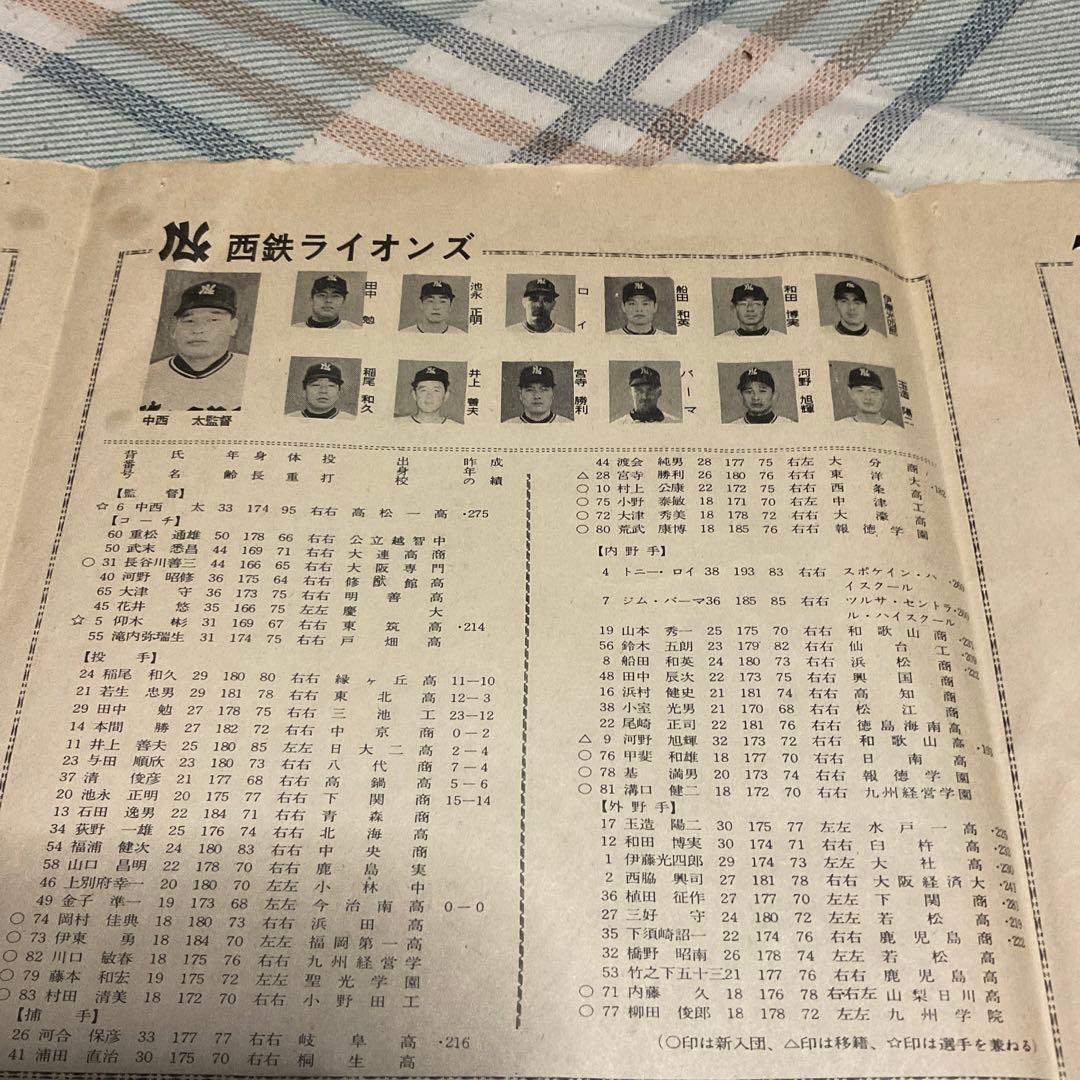 西鉄ライオンズ
中西 太監督
田中 勉
池永 正明
ロイ
船田 和英
和田 博実
伊藤光四郎
稲尾 和久
井上 善夫
宮寺 勝利
バーマ
河野 旭輝
玉造 陽二
背番号 氏名 年齢 身長 体重 投打 出身校 昨年の成績
【監督】
☆ 6 中西 太 33 174 95 右右 高松一高 ・275
【コーチ】
60 重松 通雄 50 178 66 右右 公立越智中
50 武末 悉昌 44 169 71 右右 大連高商
○ 31 長谷川善三 44 166 65 右右 大阪専門
40 河野 昭修 36 175 64 右右 修猷館高
65 大津 守 36 173 75 右右 明善高
45 花井 悠 35 166 75 左左 慶大
☆ 5 仰木 彬 31 169 67 右右 東筑高 ・214
55 滝内弥瑞生 31 174 75 右右 戸畑高
【投手】
24 稲尾 和久 29 180 80 右右 緑ヶ丘高 11－10
21 若生 忠男 29 181 78 右右 東北高 12－3
29 田中 勉 27 178 75 右右 三池工 23－12
14 本間 勝 27 182 72 右右 中京商 0－2
11 井上 善夫 25 180 85 左左 日大二高 2－4
23 与田 順欣 23 180 73 右右 八代商 7－4
37 清 俊彦 21 177 68 右右 高鍋高 5－6
20 池永 正明 20 175 77 右右 下関商 15－14
13 石田 逸男 22 184 71 右右 青森商
34 荻野 一雄 25 176 74 右右 北海高
54 福浦 健次 24 180 83 右右 中央商
58 山口 昌明 22 178 70 右右 鹿島実
46 上別府幸一 20 180 70 左左 小林中
49 金子 準一 19 173 68 左左 今治南高 0－0
○ 74 岡村 佳典 18 180 73 右右 浜田高
○ 73 伊東 勇 18 184 70 左左 福岡第一高
○ 82 川口 敏春 18 175 76 右右 九州経営学
○ 79 藤本 和宏 19 175 72 左左 聖光学園
○ 83 村田 清美 18 172 70 右右 小野田工
【捕手】
26 河合 保彦 33 177 77 右右 岐阜高 ・216
41 浦田 直治 30 175 70 右右 桐生高
44 渡会 純男 28 177 75 右左 大分商
△ 28 宮寺 勝利 26 180 76 右右 東洋大 ・182
○ 10 村上 公康 22 172 75 右右 西条高
○ 75 小野 泰敏 18 171 70 右左 中津工
○ 72 大津 秀美 18 178 72 右右 大濠高
○ 80 荒武 康博 18 185 76 右右 報徳学園
【内野手】
4 トニー・ロイ 38 193 83 右右 スポケイン・ハイスクール ・260
7 ジム・バーマ36 185 85 右右 ツルサ・セントラル・ハイスクール
19 山本 秀一 25 175 70 右右 和歌山商
56 鈴木 五朗 23 179 82 右右 仙台工
8 船田 和英 24 180 73 右右 浜松商
48 田中 辰次 23 175 72 右右 興国商 ・222
16 浜村 健史 21 181 74 右右 高知商
38 小室 光男 21 170 68 右右 松江商
22 尾崎 正司 22 181 76 右右 徳島海南高
△ 9 河野 旭輝 32 173 72 右右 和歌山高
○ 76 甲斐 和雄 18 177 70 右右 日南高
○ 78 基 満男 20 173 74 右右 報徳学園
○ 81 溝口 健二 18 172 70 右右 九州経営学園
【外野手】
17 玉造 陽二 30 175 77 左左 水戸一高 ・225
12 和田 博実 30 174 71 右右 臼杵高
1 伊藤光四郎 29 174 73 左左 大社高 ・230
2 西脇 興司 27 181 78 右右 大阪経済大 ・247
36 植田 征作 27 177 70 左左 下関商
27 三好 守 24 180 72 左左 若松高
35 下須崎詔一 22 174 76 右右 鹿児島商 ・222
32 橋野 昭南 26 175 78 左左 若松高
53 竹之下五十三21 177 76 右右 鹿児島高
○ 71 内藤 久 18 176 78 右右左 山梨日川高
○ 77 柳田 俊郎 18 178 72 左左 九州学院
(○印は新入団、△印は移籍、☆印は選手を兼ねる)